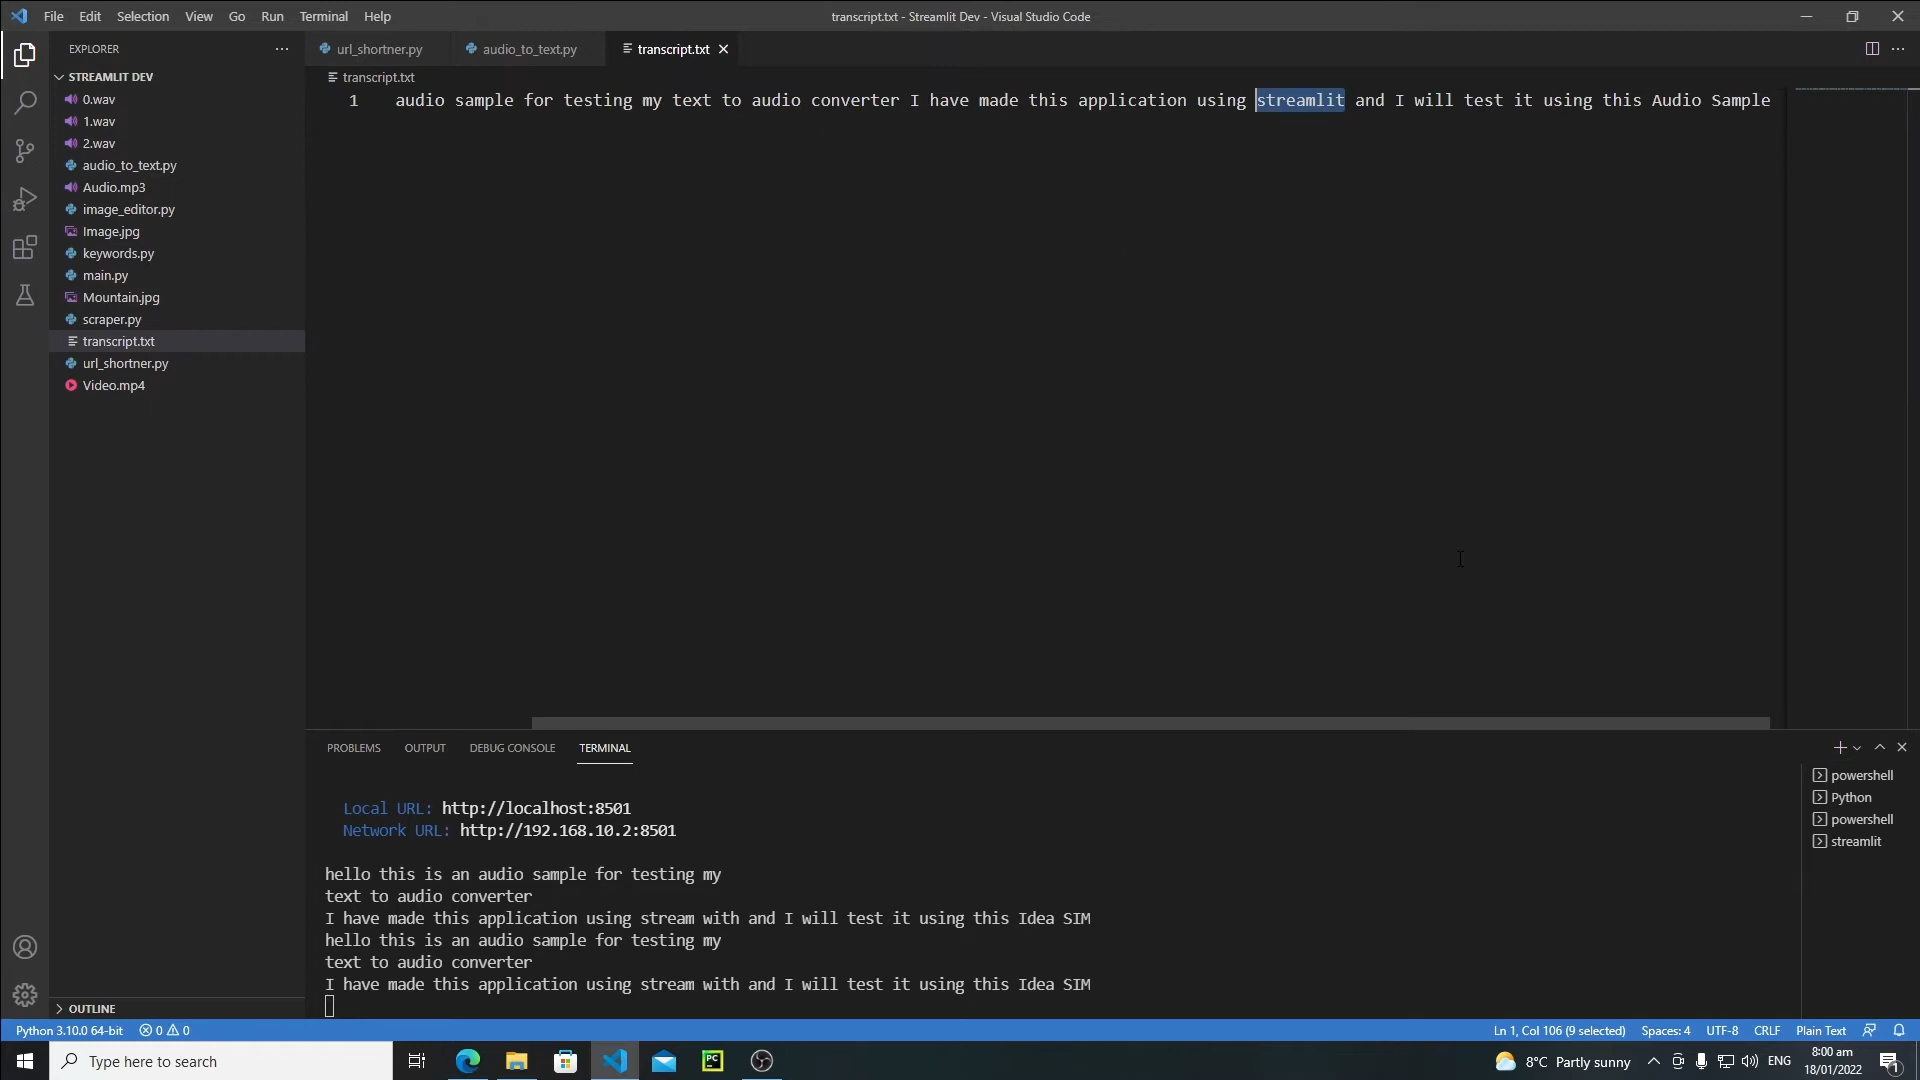 File Edit Selection View Go Run Terminal Help
transcript.txt - Streamlit Dev - Visual Studio Code
EXPLORER
url_shortner.py
audio_to_text.py
transcript.txt
STREAMLIT DEV
transcript.txt
0.wav
1.wav
2.wav
audio_to_text.py
Audio.mp3
image_editor.py
Image.jpg
keywords.py
main.py
Mountain.jpg
scraper.py
transcript.txt
url_shortner.py
Video.mp4
OUTLINE
1 audio sample for testing my text to audio converter I have made this application using streamlit and I will test it using this Audio Sample
PROBLEMS OUTPUT DEBUG CONSOLE TERMINAL
Local URL: http://localhost:8501
Network URL: http://192.168.10.2:8501
hello this is an audio sample for testing my
text to audio converter
I have made this application using stream with and I will test it using this Idea SIM
hello this is an audio sample for testing my
text to audio converter
I have made this application using stream with and I will test it using this Idea SIM
powershell
Python
powershell
streamlit
Python 3.10.0 64-bit 0 0
Ln 1, Col 106 (9 selected) Spaces: 4 UTF-8 CRLF Plain Text
Type here to search
PC
8°C Partly sunny
ENG
8:00 am
18/01/2022
1